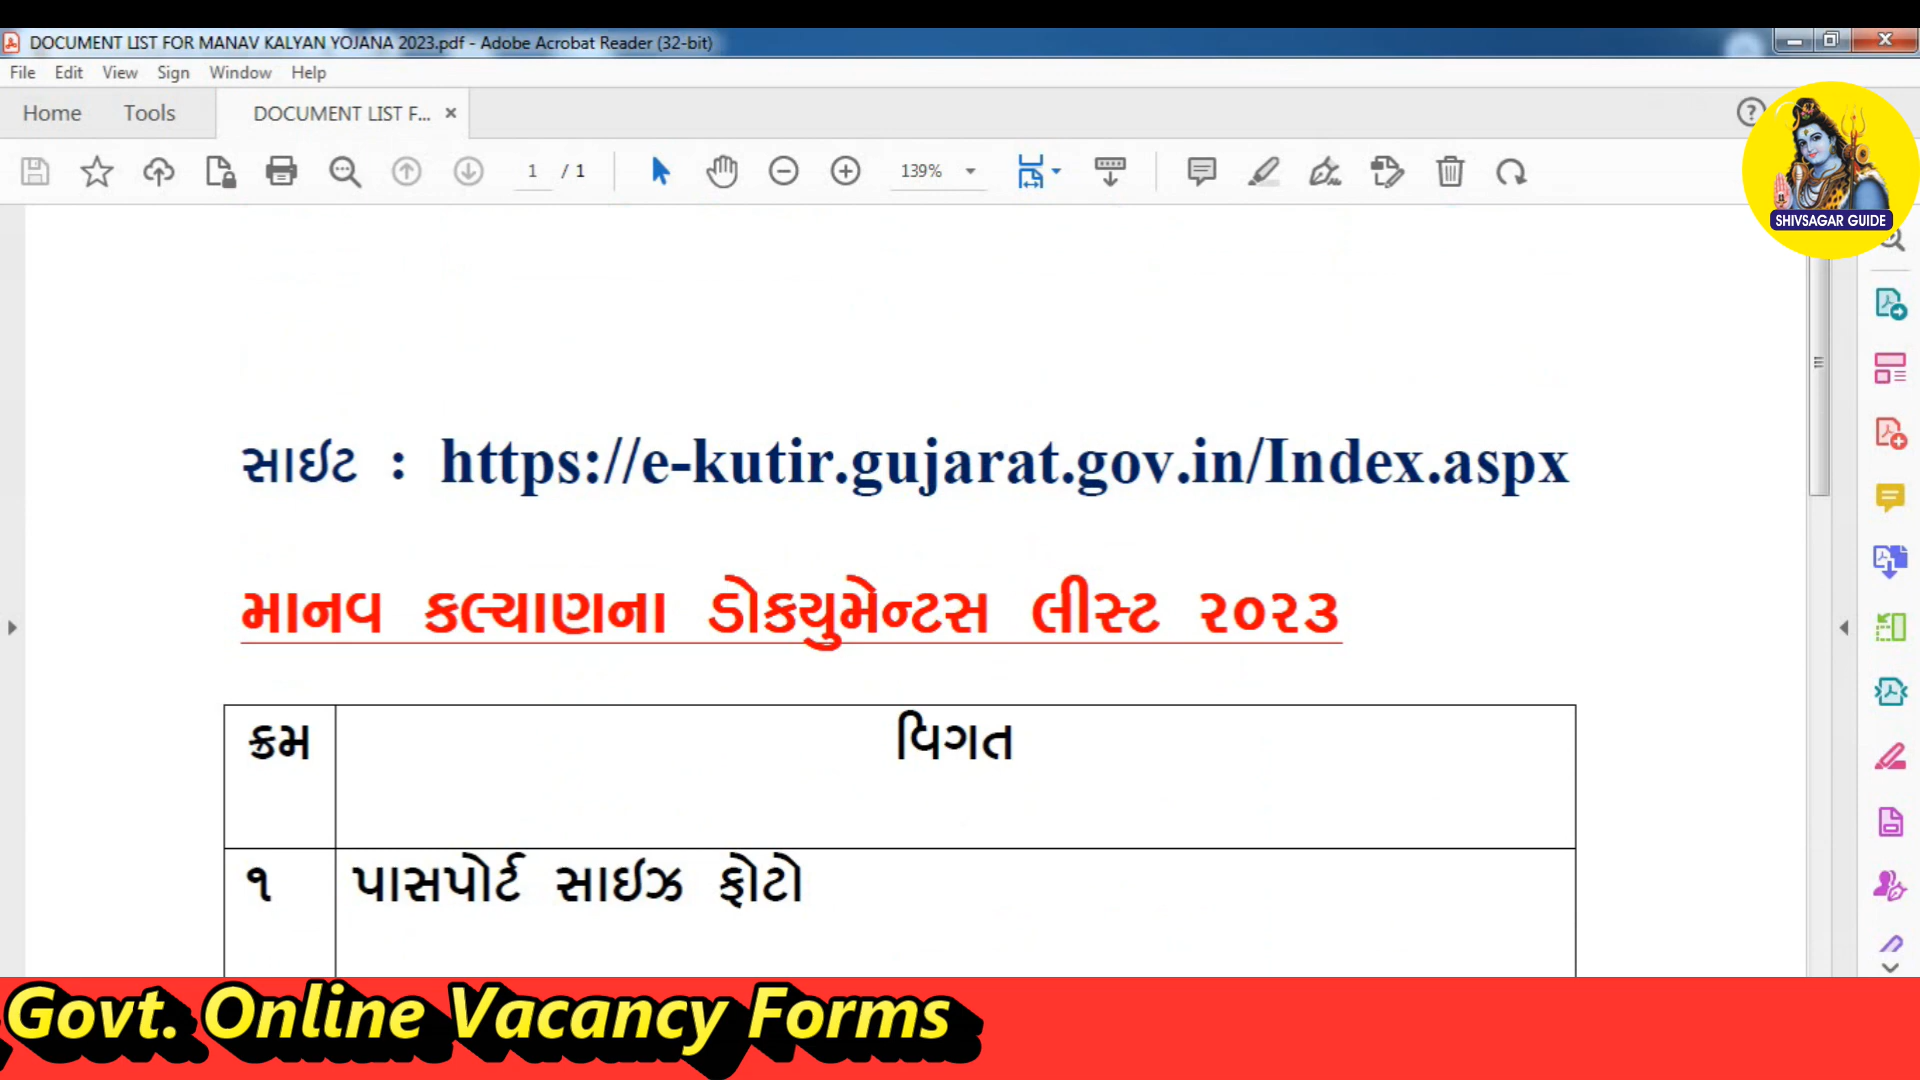 DOCUMENT LIST FOR MANAV KALYAN YOJANA 2023.pdf - Adobe Acrobat Reader (32-bit)
File Edit View Sign Window Help
Home Tools DOCUMENT LIST F... ×
1 / 1 139%
SHIVSAGAR GUIDE
સાઈટ : https://e-kutir.gujarat.gov.in/Index.aspx
માનવ કલ્યાણના ડોકયુમેન્ટસ લીસ્ટ ૨૦૨૩
ક્રમ વિગત
૧ પાસપોર્ટ સાઈઝ ફોટો
Govt. Online Vacancy Forms